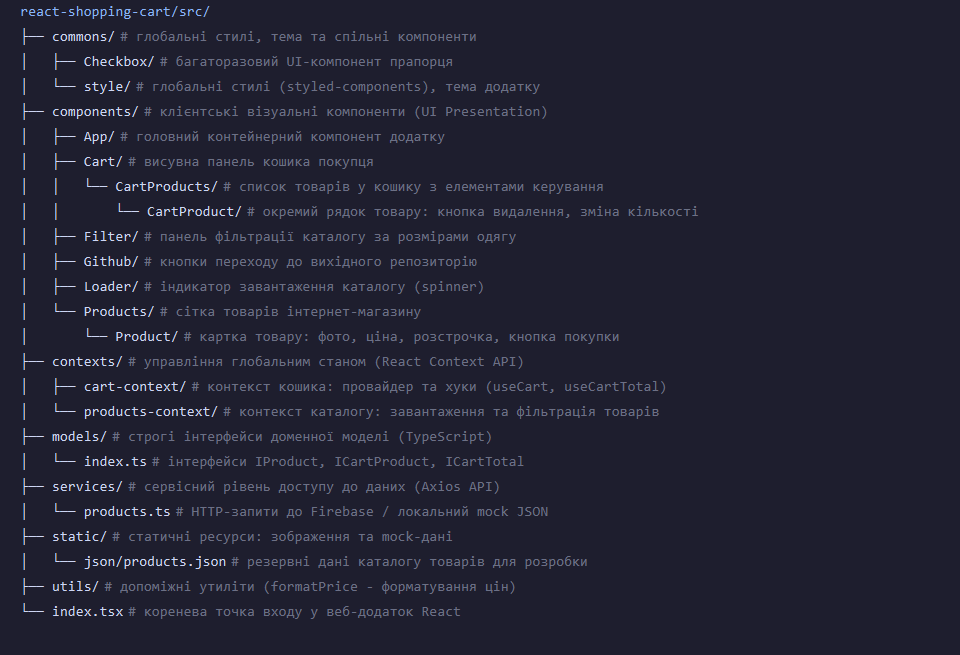 react-shopping-cart/src/
├── commons/ # глобальні стилі, тема та спільні компоненти
│   ├── Checkbox/ # багаторазовий UI-компонент прапорця
│   └── style/ # глобальні стилі (styled-components), тема додатку
├── components/ # клієнтські візуальні компоненти (UI Presentation)
│   ├── App/ # головний контейнерний компонент додатку
│   ├── Cart/ # висувна панель кошика покупця
│   │   └── CartProducts/ # список товарів у кошику з елементами керування
│   │       └── CartProduct/ # окремий рядок товару: кнопка видалення, зміна кількості
│   ├── Filter/ # панель фільтрації каталогу за розмірами одягу
│   ├── Github/ # кнопки переходу до вихідного репозиторію
│   ├── Loader/ # індикатор завантаження каталогу (spinner)
│   └── Products/ # сітка товарів інтернет-магазину
│       └── Product/ # картка товару: фото, ціна, розстрочка, кнопка покупки
├── contexts/ # управління глобальним станом (React Context API)
│   ├── cart-context/ # контекст кошика: провайдер та хуки (useCart, useCartTotal)
│   └── products-context/ # контекст каталогу: завантаження та фільтрація товарів
├── models/ # строгі інтерфейси доменної моделі (TypeScript)
│   └── index.ts # інтерфейси IProduct, ICartProduct, ICartTotal
├── services/ # сервісний рівень доступу до даних (Axios API)
│   └── products.ts # HTTP-запити до Firebase / локальний mock JSON
├── static/ # статичні ресурси: зображення та mock-дані
│   └── json/products.json # резервні дані каталогу товарів для розробки
├── utils/ # допоміжні утиліти (formatPrice - форматування цін)
└── index.tsx # коренева точка входу у веб-додаток React